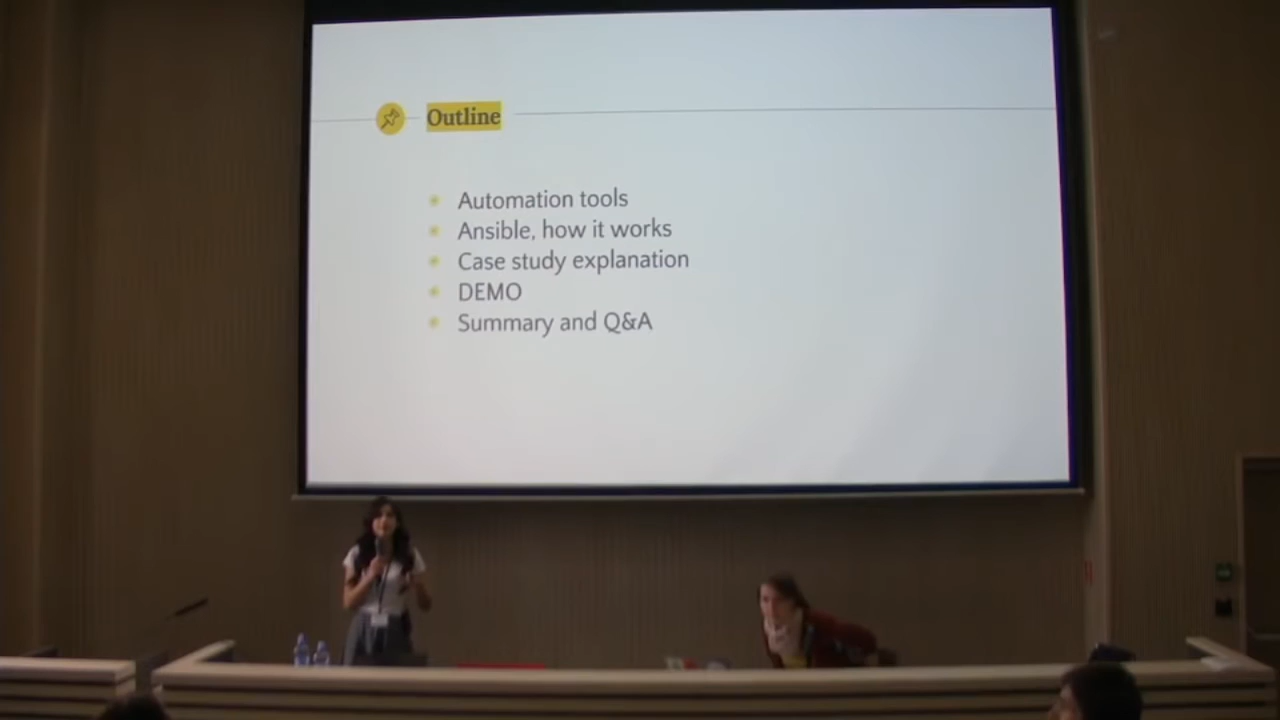 Outline
Automation tools
Ansible, how it works
Case study explanation
DEMO
Summary and Q&A